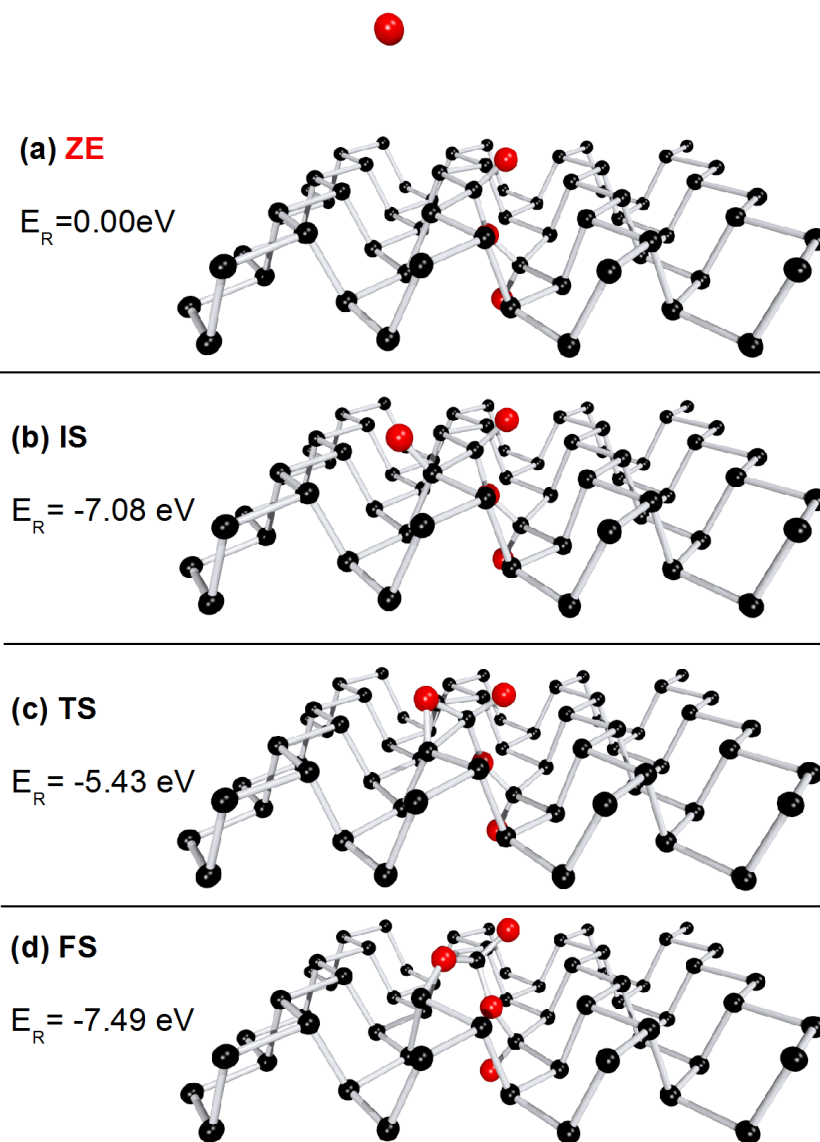 (a) ZE
E_R=0.00eV
(b) IS
E_R= -7.08 eV
(c) TS
E_R= -5.43 eV
(d) FS
E_R= -7.49 eV